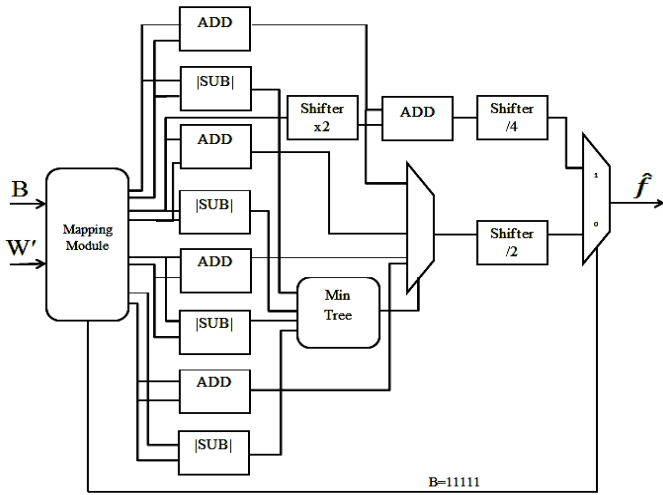 ADD
|SUB|
ADD
|SUB|
ADD
|SUB|
ADD
|SUB|
B
W′
Mapping
Module
Shifter
x2
ADD
Shifter
/4
Shifter
/2
Min
Tree
1
0
f̂
B=11111